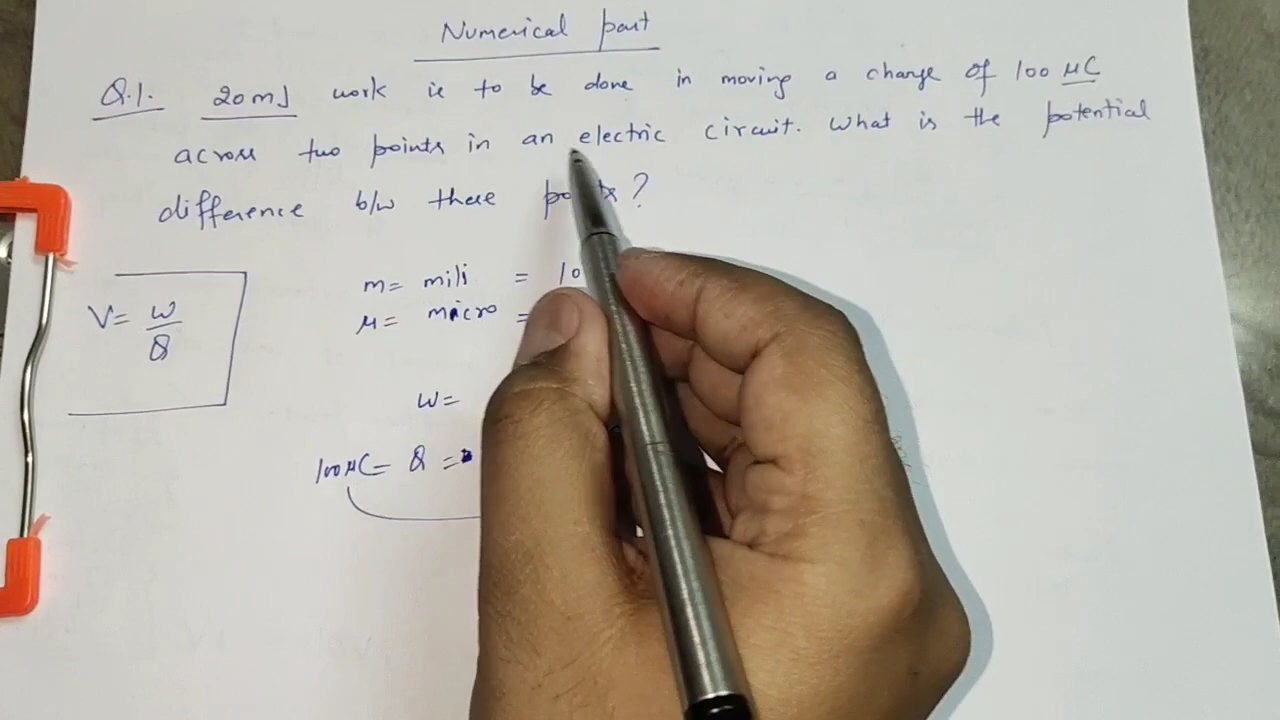 Numerical part
Q.1. 20mJ work is to be done in moving a charge of 100 μC
across two points in an electric circuit. What is the potential
difference b/w these ?
m= mili = 10
V= W/Q
μ= micro =
W=
100μC= Q =